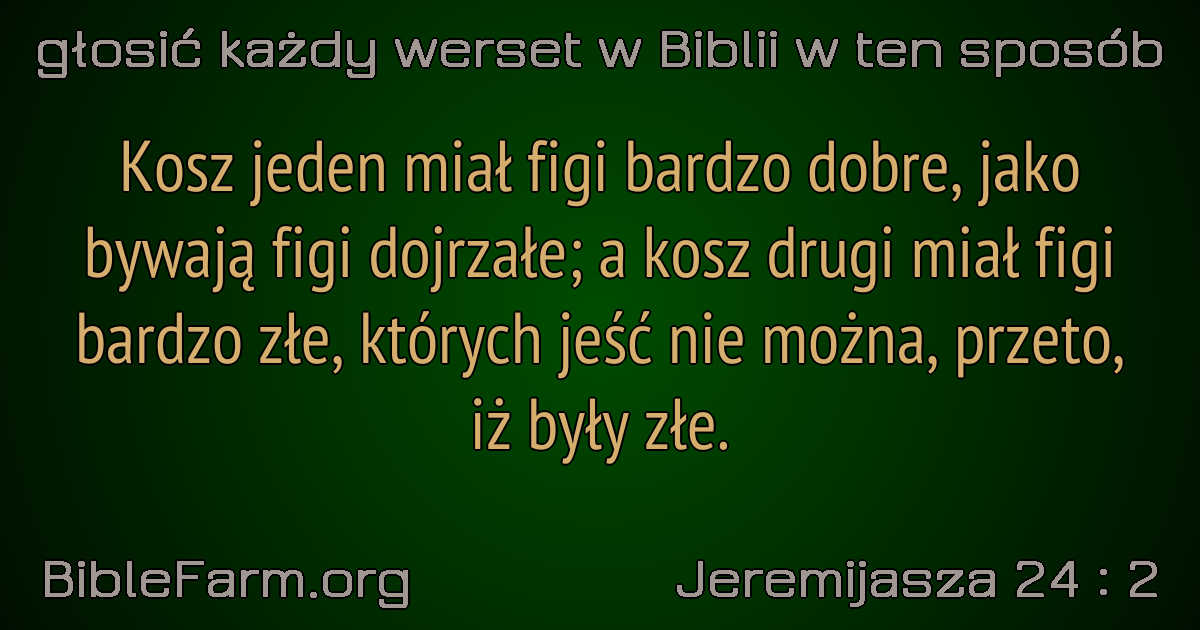 głosić każdy werset w Biblii w ten sposób
Kosz jeden miał figi bardzo dobre, jako
bywają figi dojrzałe; a kosz drugi miał figi
bardzo złe, których jeść nie można, przeto,
iż były złe.
BibleFarm.org
Jeremijasza 24 : 2